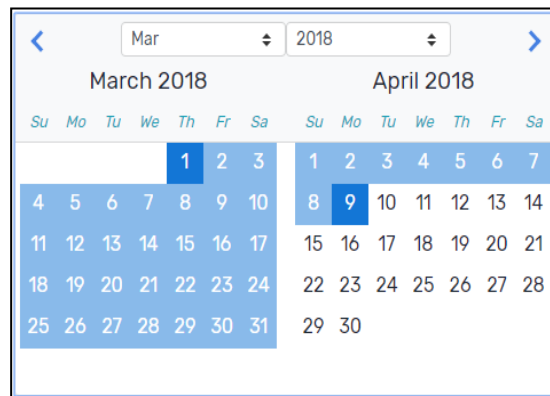 Mar 2018
March 2018 April 2018
Su Mo Tu We Th Fr Sa Su Mo Tu We Th Fr Sa
1 2 3 1 2 3 4 5 6 7
4 5 6 7 8 9 10 8 9 10 11 12 13 14
11 12 13 14 15 16 17 15 16 17 18 19 20 21
18 19 20 21 22 23 24 22 23 24 25 26 27 28
25 26 27 28 29 30 31 29 30